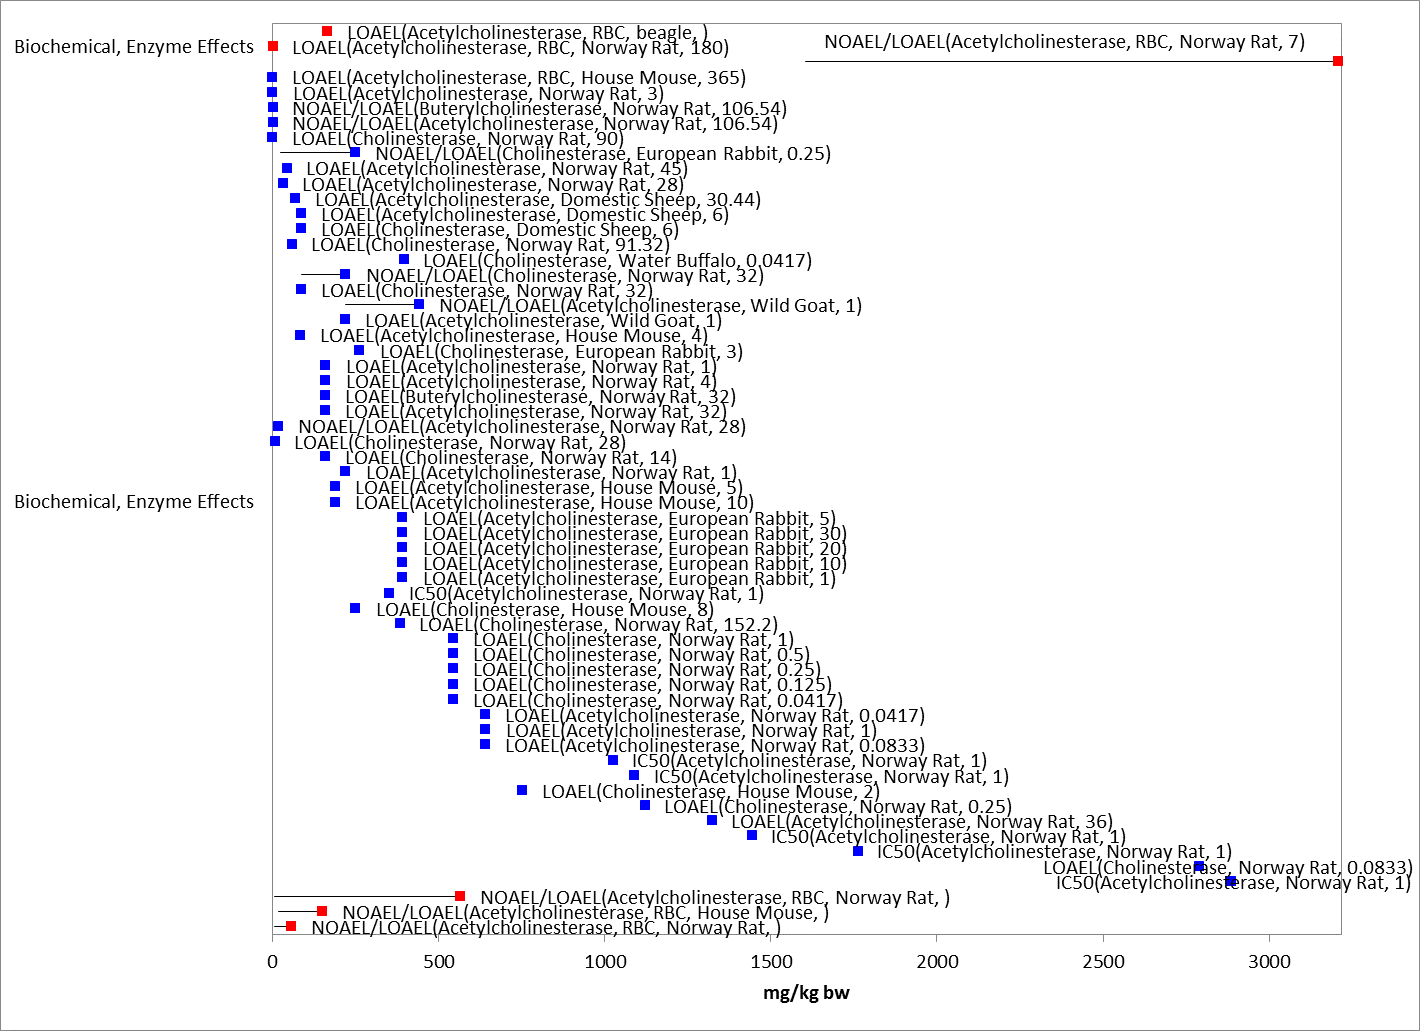 LOAEL(Acetylcholinesterase, RBC, beagle, )
Biochemical, Enzyme Effects
LOAEL(Acetylcholinesterase, RBC, Norway Rat, 180)
NOAEL/LOAEL(Acetylcholinesterase, RBC, Norway Rat, 7)
LOAEL(Acetylcholinesterase, RBC, House Mouse, 365)
LOAEL(Acetylcholinesterase, Norway Rat, 3)
NOAEL/LOAEL(Buterylcholinesterase, Norway Rat, 106.54)
NOAEL/LOAEL(Acetylcholinesterase, Norway Rat, 106.54)
LOAEL(Cholinesterase, Norway Rat, 90)
NOAEL/LOAEL(Cholinesterase, European Rabbit, 0.25)
LOAEL(Acetylcholinesterase, Norway Rat, 45)
LOAEL(Acetylcholinesterase, Norway Rat, 28)
LOAEL(Acetylcholinesterase, Domestic Sheep, 30.44)
LOAEL(Acetylcholinesterase, Domestic Sheep, 6)
LOAEL(Cholinesterase, Domestic Sheep, 6)
LOAEL(Cholinesterase, Norway Rat, 91.32)
LOAEL(Cholinesterase, Water Buffalo, 0.0417)
NOAEL/LOAEL(Cholinesterase, Norway Rat, 32)
LOAEL(Cholinesterase, Norway Rat, 32)
NOAEL/LOAEL(Acetylcholinesterase, Wild Goat, 1)
LOAEL(Acetylcholinesterase, Wild Goat, 1)
LOAEL(Acetylcholinesterase, House Mouse, 4)
LOAEL(Cholinesterase, European Rabbit, 3)
LOAEL(Acetylcholinesterase, Norway Rat, 1)
LOAEL(Acetylcholinesterase, Norway Rat, 4)
LOAEL(Buterylcholinesterase, Norway Rat, 32)
LOAEL(Acetylcholinesterase, Norway Rat, 32)
NOAEL/LOAEL(Acetylcholinesterase, Norway Rat, 28)
LOAEL(Cholinesterase, Norway Rat, 28)
LOAEL(Cholinesterase, Norway Rat, 14)
LOAEL(Acetylcholinesterase, Norway Rat, 1)
LOAEL(Acetylcholinesterase, House Mouse, 5)
Biochemical, Enzyme Effects
LOAEL(Acetylcholinesterase, House Mouse, 10)
LOAEL(Acetylcholinesterase, European Rabbit, 5)
LOAEL(Acetylcholinesterase, European Rabbit, 30)
LOAEL(Acetylcholinesterase, European Rabbit, 20)
LOAEL(Acetylcholinesterase, European Rabbit, 10)
LOAEL(Acetylcholinesterase, European Rabbit, 1)
IC50(Acetylcholinesterase, Norway Rat, 1)
LOAEL(Cholinesterase, House Mouse, 8)
LOAEL(Cholinesterase, Norway Rat, 152.2)
LOAEL(Cholinesterase, Norway Rat, 1)
LOAEL(Cholinesterase, Norway Rat, 0.5)
LOAEL(Cholinesterase, Norway Rat, 0.25)
LOAEL(Cholinesterase, Norway Rat, 0.125)
LOAEL(Cholinesterase, Norway Rat, 0.0417)
LOAEL(Acetylcholinesterase, Norway Rat, 0.0417)
LOAEL(Acetylcholinesterase, Norway Rat, 1)
LOAEL(Acetylcholinesterase, Norway Rat, 0.0833)
IC50(Acetylcholinesterase, Norway Rat, 1)
IC50(Acetylcholinesterase, Norway Rat, 1)
LOAEL(Cholinesterase, House Mouse, 2)
LOAEL(Cholinesterase, Norway Rat, 0.25)
LOAEL(Acetylcholinesterase, Norway Rat, 36)
IC50(Acetylcholinesterase, Norway Rat, 1)
IC50(Acetylcholinesterase, Norway Rat, 1)
LOAEL(Cholinesterase, Norway Rat, 0.0833)
IC50(Acetylcholinesterase, Norway Rat, 1)
NOAEL/LOAEL(Acetylcholinesterase, RBC, Norway Rat, )
NOAEL/LOAEL(Acetylcholinesterase, RBC, House Mouse, )
NOAEL/LOAEL(Acetylcholinesterase, RBC, Norway Rat, )
0 500 1000 1500 2000 2500 3000
mg/kg bw